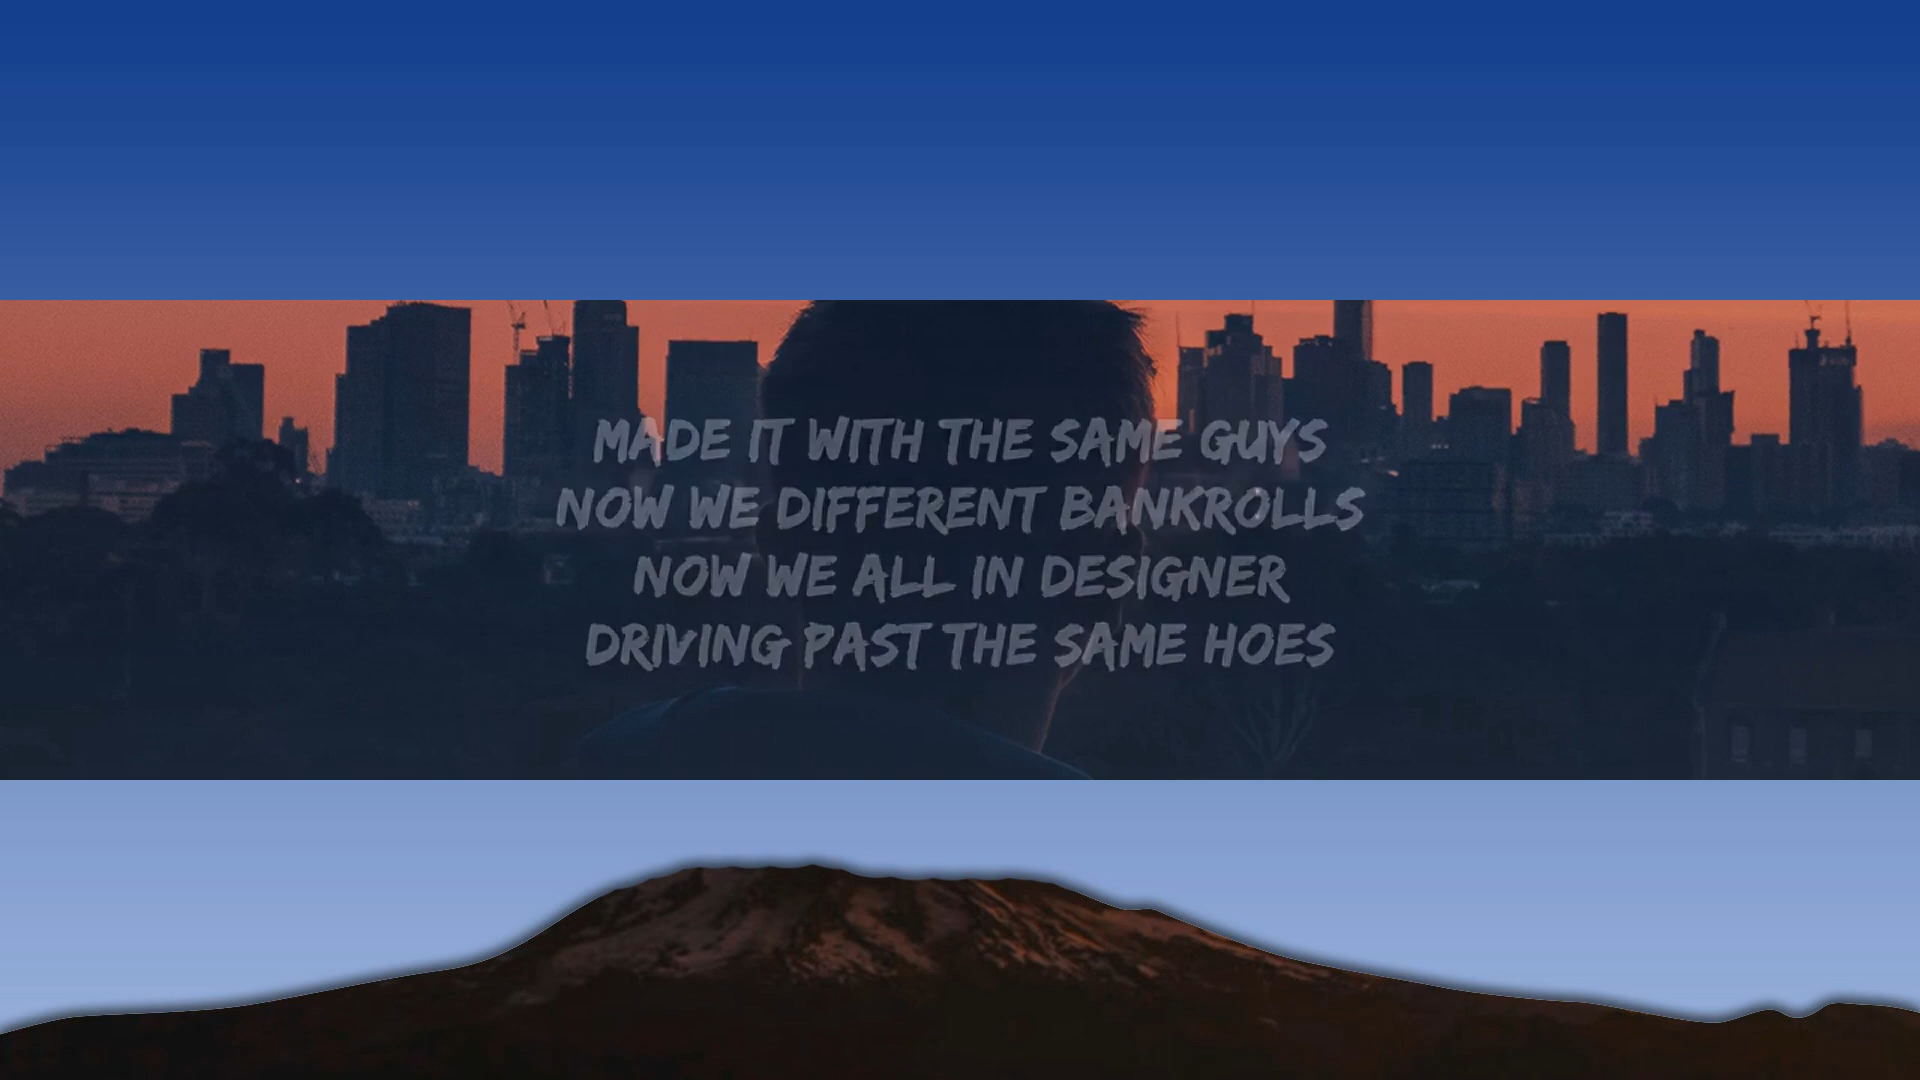 MADE IT WITH THE SAME GUYS
NOW WE DIFFERENT BANKROLLS
NOW WE ALL IN DESIGNER
DRIVING PAST THE SAME HOES